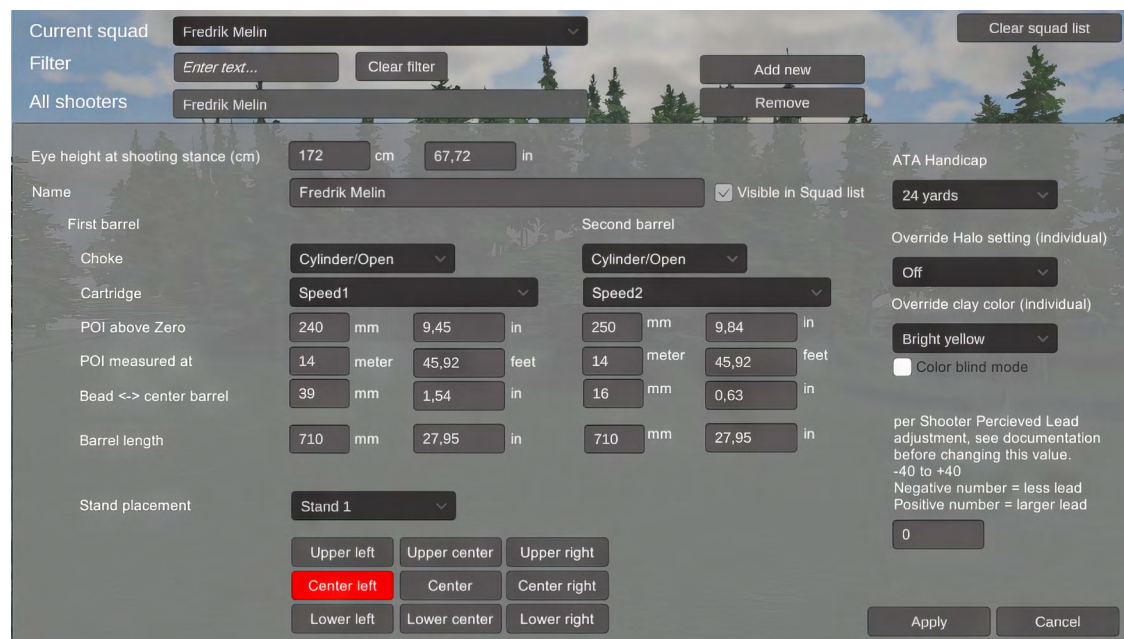 Current squad Fredrik Melin Clear squad list
Filter Enter text... Clear filter Add new
All shooters Fredrik Melin Remove
Eye height at shooting stance (cm) 172 cm 67,72 in
ATA Handicap
Name Fredrik Melin Visible in Squad list
24 yards
First barrel Second barrel
Override Halo setting (individual)
Choke Cylinder/Open Cylinder/Open
Off
Cartridge Speed1 Speed2
Override clay color (individual)
POI above Zero 240 mm 9,45 in 250 mm 9,84 in
Bright yellow
POI measured at 14 meter 45,92 feet 14 meter 45,92 feet
Color blind mode
Bead <-> center barrel 39 mm 1,54 in 16 mm 0,63 in
Barrel length 710 mm 27,95 in 710 mm 27,95 in
per Shooter Percieved Lead
adjustment, see documentation
before changing this value.
-40 to +40
Negative number = less lead
Positive number = larger lead
0
Stand placement Stand 1
Upper left Upper center Upper right
Center left Center Center right
Lower left Lower center Lower right
Apply Cancel